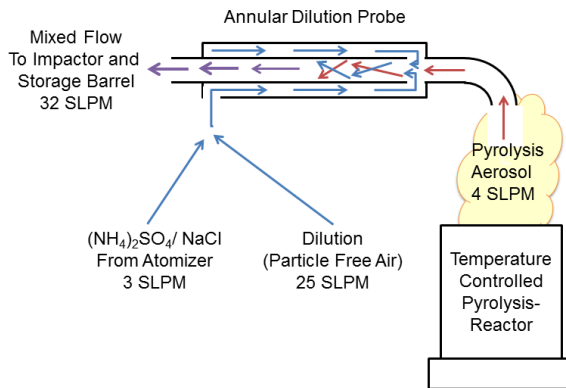 Annular Dilution Probe
Mixed Flow
To Impactor and
Storage Barrel
32 SLPM
Pyrolysis
Aerosol
4 SLPM
(NH₄)₂SO₄/ NaCl
From Atomizer
3 SLPM
Dilution
(Particle Free Air)
25 SLPM
Temperature
Controlled
Pyrolysis-
Reactor